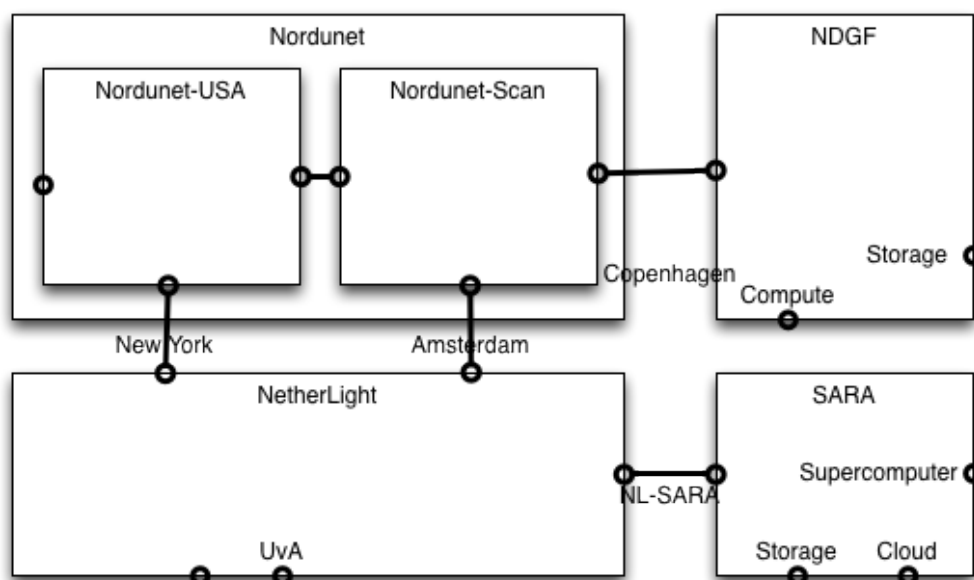 Nordunet
NDGF
Nordunet-USA
Nordunet-Scan
Storage
Copenhagen
Compute
New York
Amsterdam
NetherLight
SARA
Supercomputer
NL-SARA
UvA
Storage
Cloud